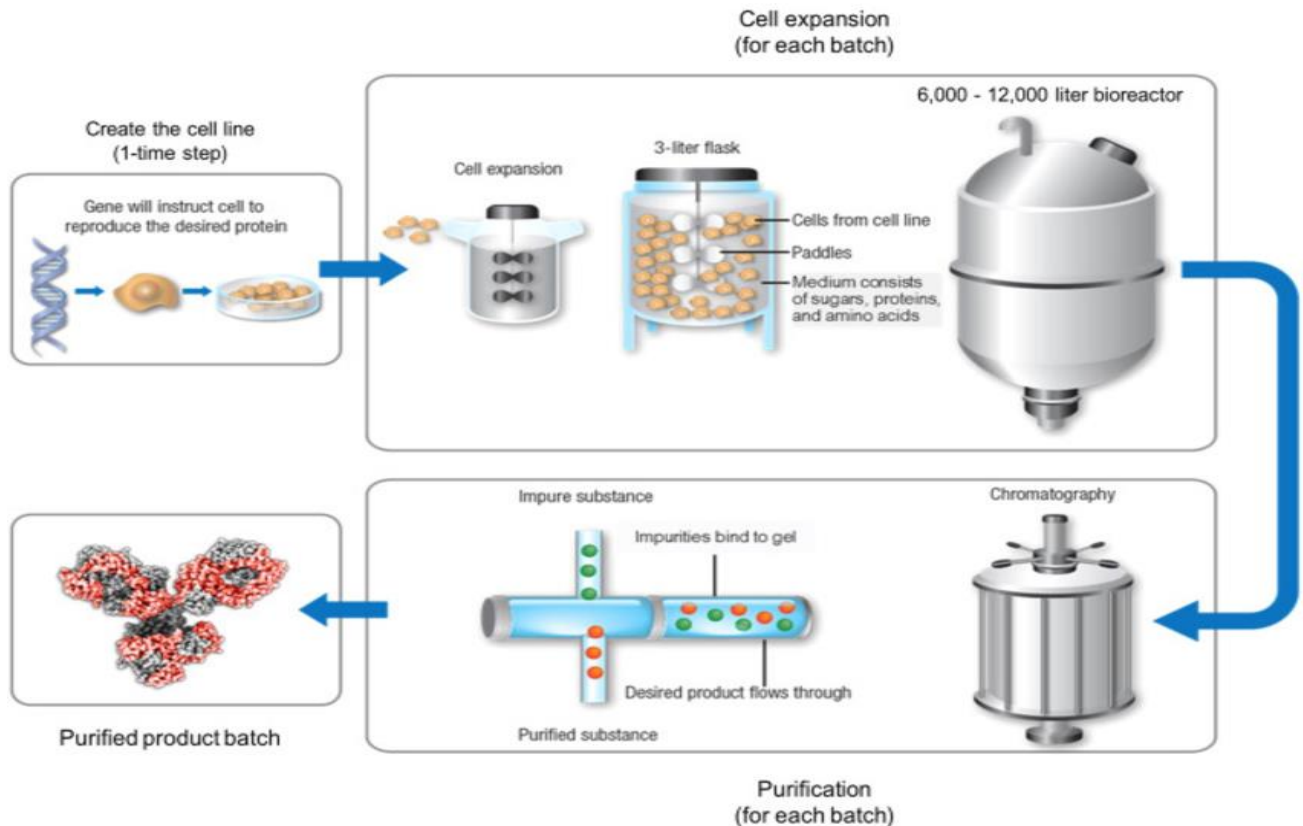 Cell expansion
(for each batch)
6,000 - 12,000 liter bioreactor
Create the cell line
(1-time step)
3-liter flask
Cell expansion
Gene will instruct cell to
reproduce the desired protein
Cells from cell line
Paddles
Medium consists
of sugars, proteins,
and amino acids
Impure substance
Chromatography
Impurities bind to gel
Desired product flows through
Purified substance
Purified product batch
Purification
(for each batch)